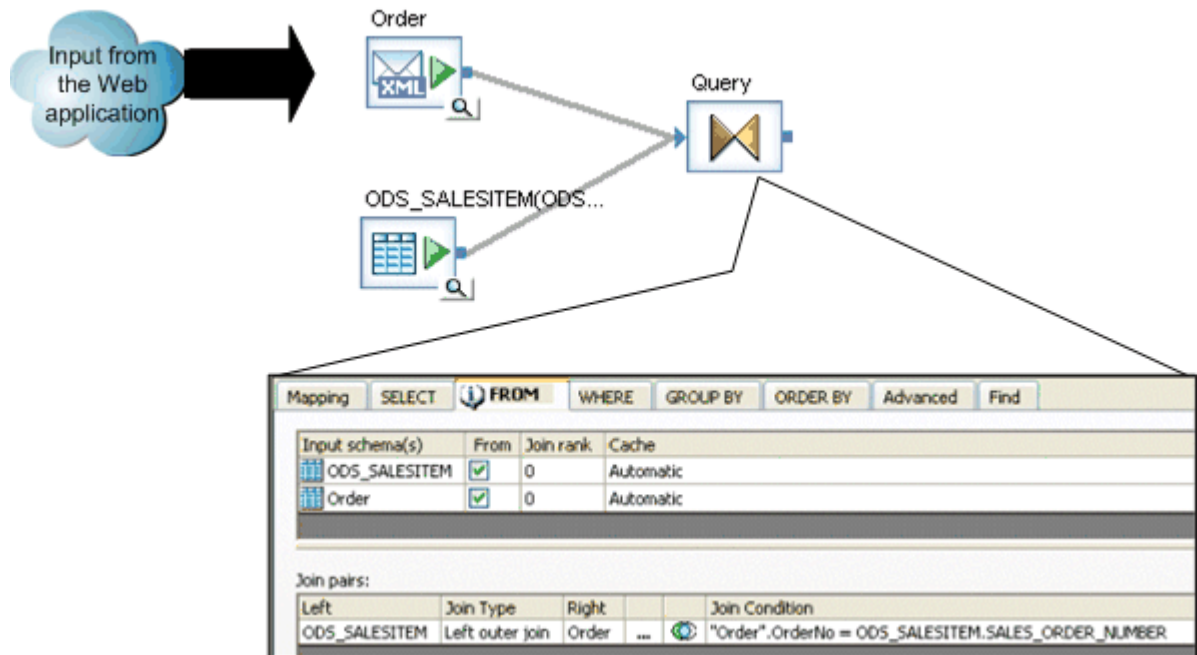 Input from
the Web
application
Order
XML
Query
ODS_SALESITEM(ODS...
Mapping SELECT FROM WHERE GROUP BY ORDER BY Advanced Find
Input schema(s) From Join rank Cache
ODS_SALESITEM 0 Automatic
Order 0 Automatic
Join pairs:
Left Join Type Right Join Condition
ODS_SALESITEM Left outer join Order ... "Order".OrderNo = ODS_SALESITEM.SALES_ORDER_NUMBER